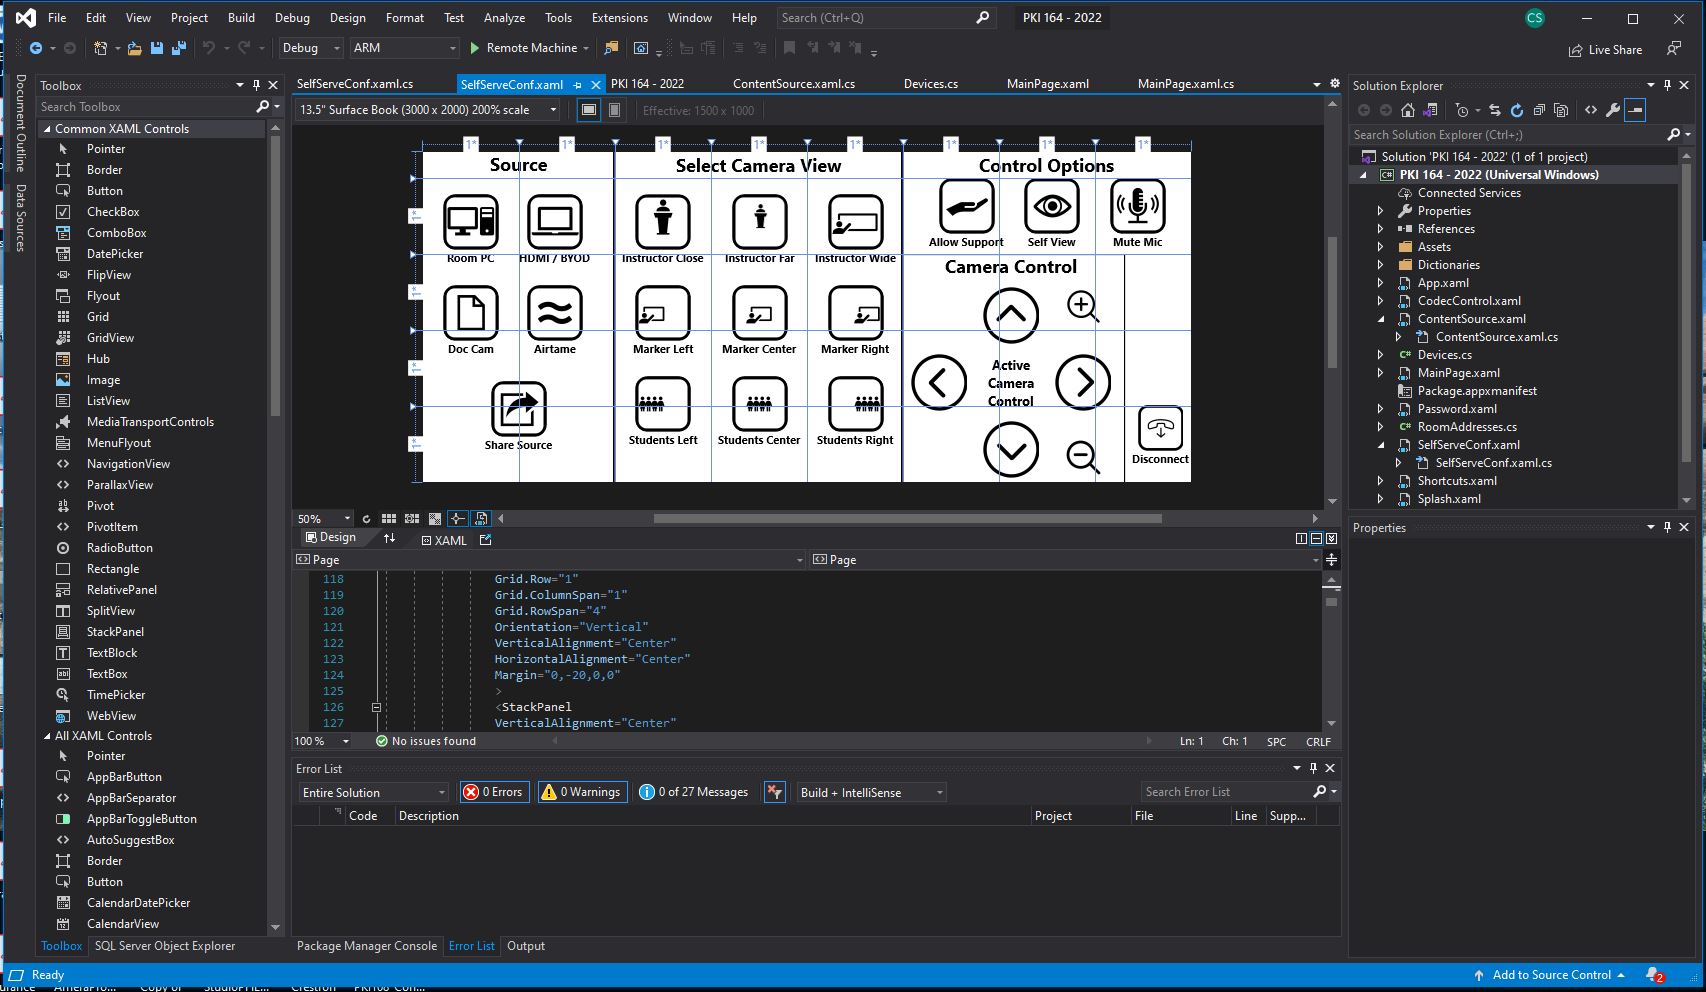 File Edit View Project Build Debug Design Format Test Analyze Tools Extensions Window Help Search (Ctrl+Q) PKI 164 - 2022 CS
Debug ARM Remote Machine Live Share
Document Outline
Data Sources
Toolbox
Search Toolbox
Common XAML Controls
Pointer
Border
Button
CheckBox
ComboBox
DatePicker
FlipView
Flyout
Grid
GridView
Hub
Image
ListView
MediaTransportControls
MenuFlyout
NavigationView
ParallaxView
Pivot
PivotItem
RadioButton
Rectangle
RelativePanel
SplitView
StackPanel
TextBlock
TextBox
TimePicker
WebView
All XAML Controls
Pointer
AppBarButton
AppBarSeparator
AppBarToggleButton
AutoSuggestBox
Border
Button
CalendarDatePicker
CalendarView
Toolbox SQL Server Object Explorer
SelfServeConf.xaml.cs SelfServeConf.xaml PKI 164 - 2022 ContentSource.xaml.cs Devices.cs MainPage.xaml MainPage.xaml.cs
13.5" Surface Book (3000 x 2000) 200% scale Effective: 1500 x 1000
1* 1* 1* 1* 1* 1* 1* 1*
1*
1*
1*
1*
Source Select Camera View Control Options
Allow Support Self View Mute Mic
Room PC HDMI / BYOD Instructor Close Instructor Far Instructor Wide
Camera Control
Doc Cam Airtame Marker Left Marker Center Marker Right
Active
Camera
Control
Share Source Students Left Students Center Students Right
Disconnect
50%
Design XAML
Page Page
118 Grid.Row="1"
119 Grid.ColumnSpan="1"
120 Grid.RowSpan="4"
121 Orientation="Vertical"
122 VerticalAlignment="Center"
123 HorizontalAlignment="Center"
124 Margin="0,-20,0,0"
125 >
126 <StackPanel
127 VerticalAlignment="Center"
100 % No issues found Ln: 1 Ch: 1 SPC CRLF
Error List
Entire Solution 0 Errors 0 Warnings 0 of 27 Messages Build + IntelliSense Search Error List
Code Description Project File Line Supp...
Package Manager Console Error List Output
Solution Explorer
Search Solution Explorer (Ctrl+;)
Solution 'PKI 164 - 2022' (1 of 1 project)
PKI 164 - 2022 (Universal Windows)
Connected Services
Properties
References
Assets
Dictionaries
App.xaml
CodecControl.xaml
ContentSource.xaml
ContentSource.xaml.cs
Devices.cs
MainPage.xaml
Package.appxmanifest
Password.xaml
RoomAddresses.cs
SelfServeConf.xaml
SelfServeConf.xaml.cs
Shortcuts.xaml
Splash.xaml
Properties
Ready Add to Source Control 2